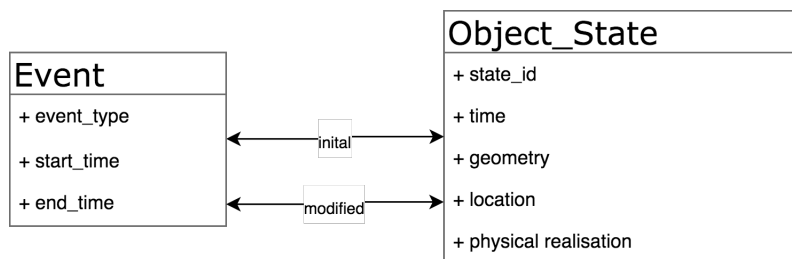 Event
+ event_type
+ start_time
+ end_time
inital
modified
Object_State
+ state_id
+ time
+ geometry
+ location
+ physical realisation